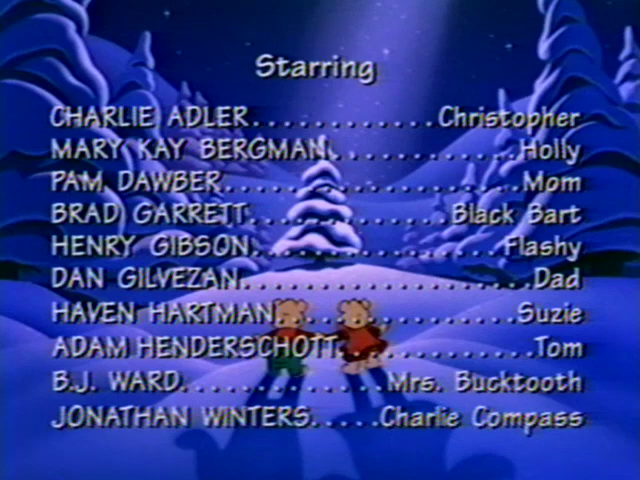 Starring
CHARLIE ADLER............Christopher
MARY KAY BERGMAN............Holly
PAM DAWBER....................Mom
BRAD GARRETT.............Black Bart
HENRY GIBSON................Flashy
DAN GILVEZAN...................Dad
HAVEN HARTMAN................Suzie
ADAM HENDERSCHOTT.............Tom
B.J. WARD.............Mrs. Bucktooth
JONATHAN WINTERS.....Charlie Compass